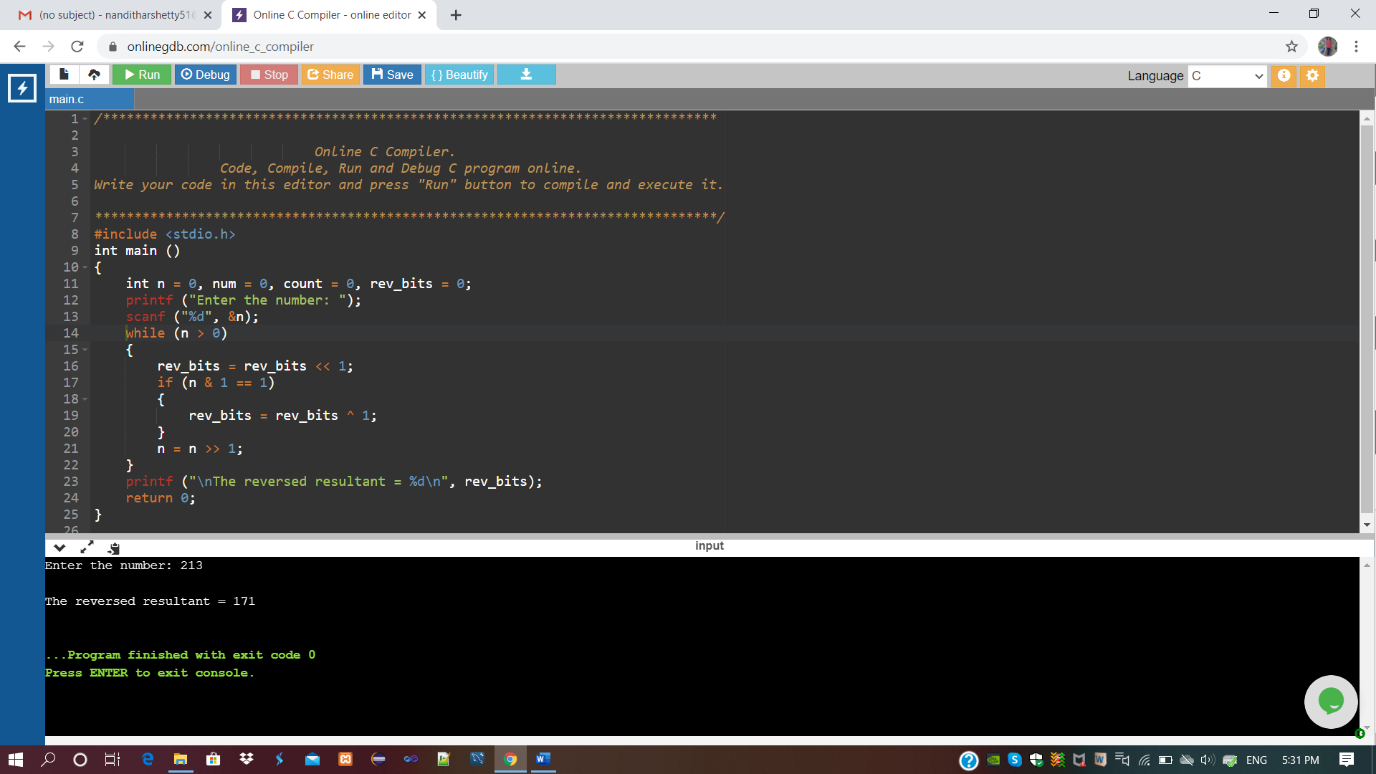 (no subject) - nanditharshetty516
Online C Compiler - online editor
onlinegdb.com/online_c_compiler
Run Debug Stop Share Save { } Beautify Language C
main.c
1 /******************************************************************************
2
3 Online C Compiler.
4 Code, Compile, Run and Debug C program online.
5 Write your code in this editor and press "Run" button to compile and execute it.
6
7 *******************************************************************************/
8 #include <stdio.h>
9 int main ()
10 {
11 int n = 0, num = 0, count = 0, rev_bits = 0;
12 printf ("Enter the number: ");
13 scanf ("%d", &n);
14 while (n > 0)
15 {
16 rev_bits = rev_bits << 1;
17 if (n & 1 == 1)
18 {
19 rev_bits = rev_bits ^ 1;
20 }
21 n = n >> 1;
22 }
23 printf ("\nThe reversed resultant = %d\n", rev_bits);
24 return 0;
25 }
26
input
Enter the number: 213
The reversed resultant = 171
...Program finished with exit code 0
Press ENTER to exit console.
ENG 5:31 PM